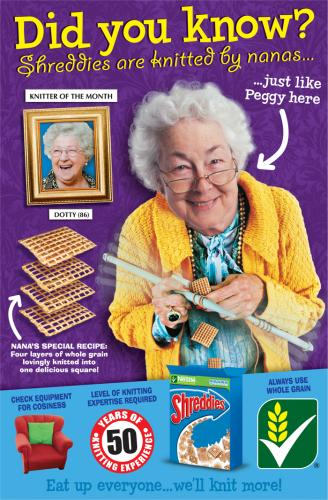 Did you know?
Shreddies are knitted by nanas...
...just like
Peggy here
KNITTER OF THE MONTH
DOTTY (86)
NANA'S SPECIAL RECIPE:
Four layers of whole grain
lovingly knitted into
one delicious square!
CHECK EQUIPMENT
FOR COSINESS
LEVEL OF KNITTING
EXPERTISE REQUIRED
YEARS OF
50
KNITTING EXPERIENCE
Nestlé
Shreddies
ALWAYS USE
WHOLE GRAIN
®
Eat up everyone...we'll knit more!